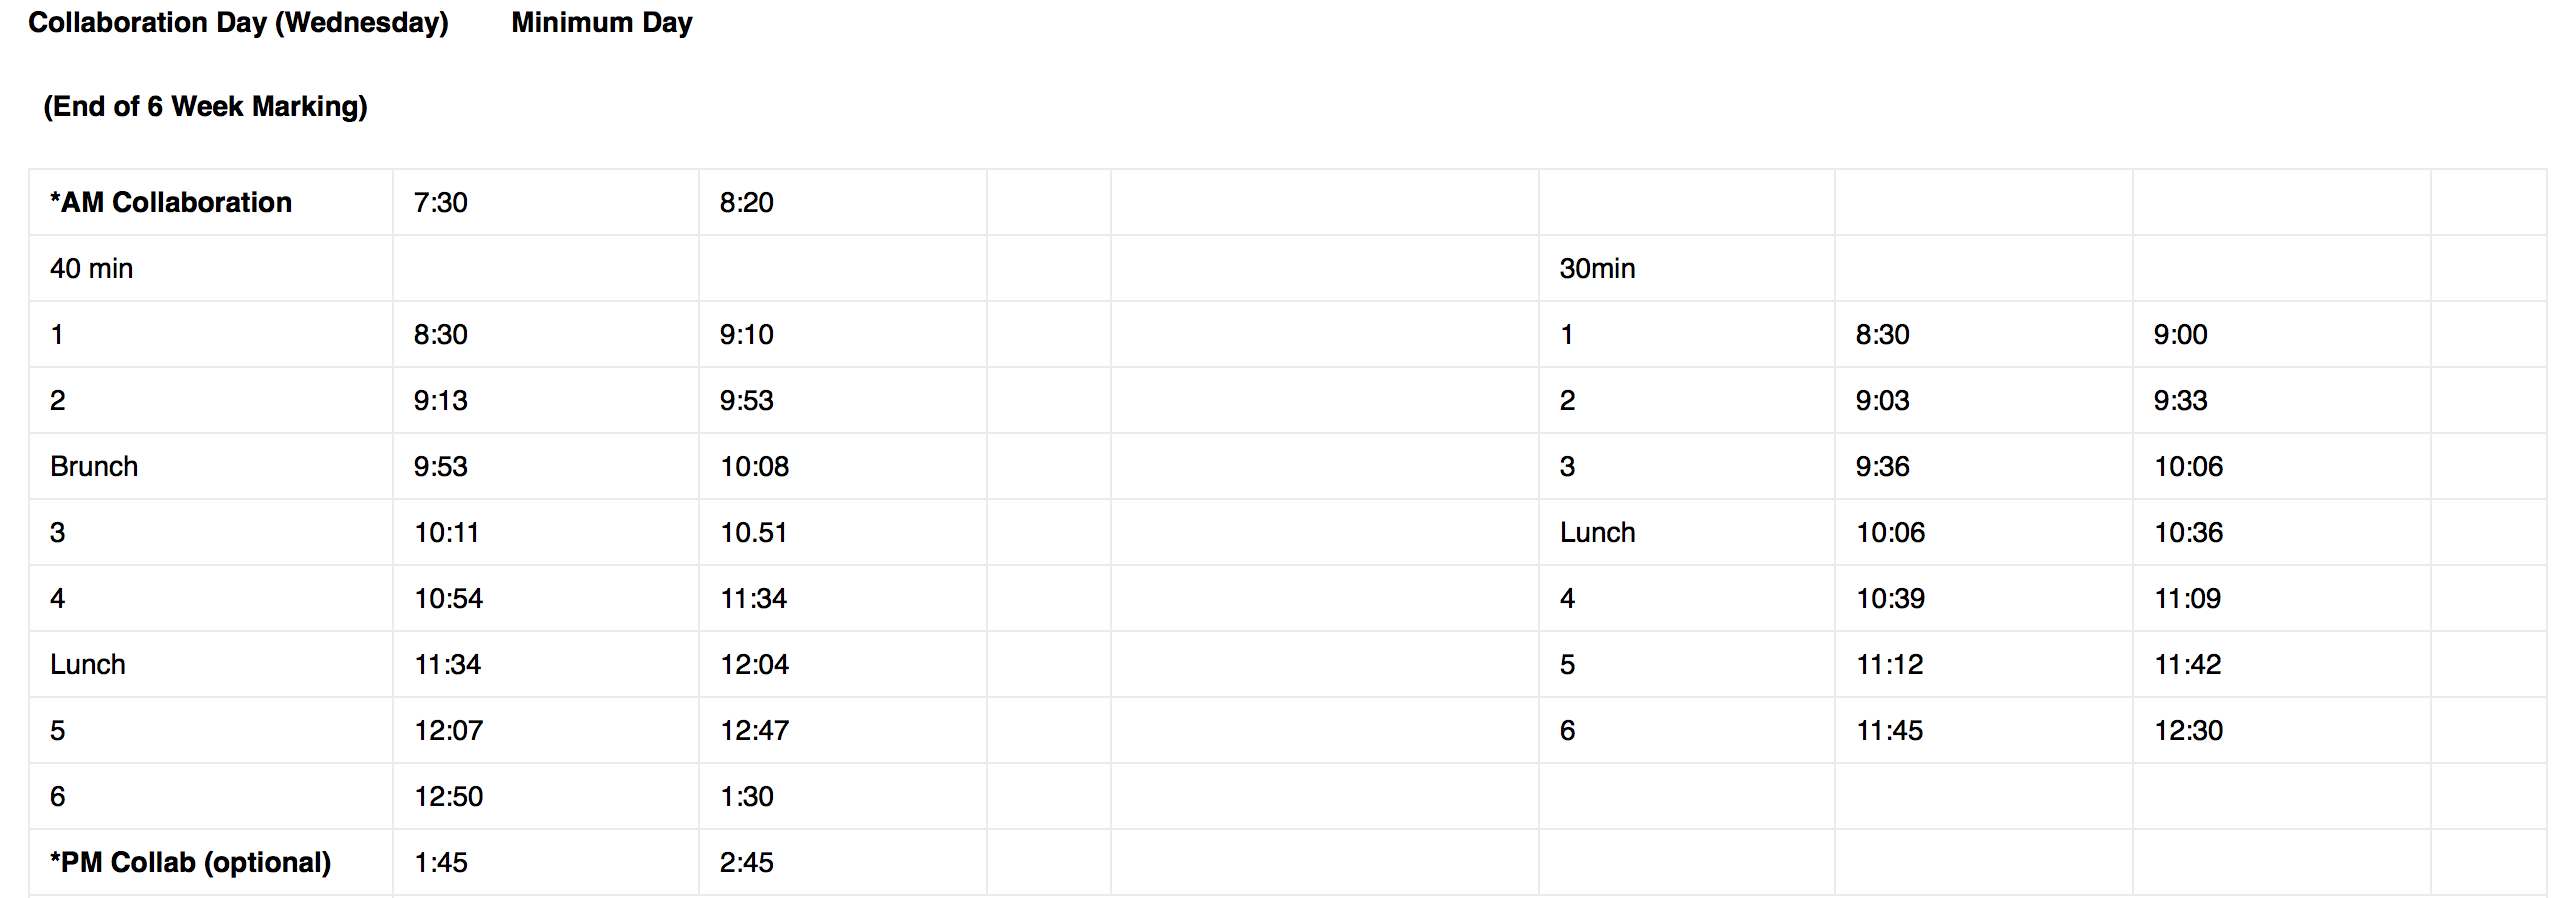 Collaboration Day (Wednesday) Minimum Day
(End of 6 Week Marking)
*AM Collaboration 7:30 8:20
40 min 30min
1 8:30 9:10 1 8:30 9:00
2 9:13 9:53 2 9:03 9:33
Brunch 9:53 10:08 3 9:36 10:06
3 10:11 10.51 Lunch 10:06 10:36
4 10:54 11:34 4 10:39 11:09
Lunch 11:34 12:04 5 11:12 11:42
5 12:07 12:47 6 11:45 12:30
6 12:50 1:30
*PM Collab (optional) 1:45 2:45